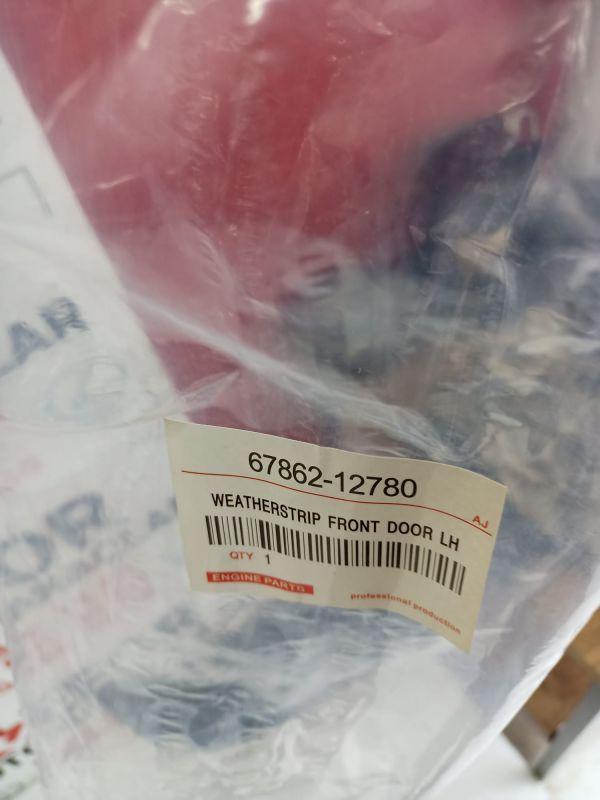 LAR
67862-12780
AJ
WEATHERSTRIP FRONT DOOR LH
QTY 1
ENGINE PARTS
professional production
OR